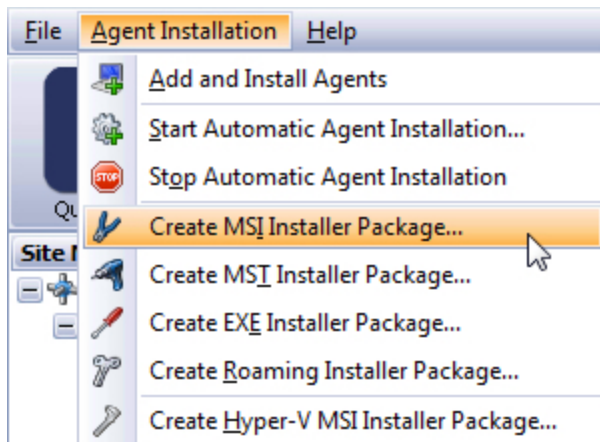 File Agent Installation Help
Add and Install Agents
Start Automatic Agent Installation...
STOP Stop Automatic Agent Installation
Create MSI Installer Package...
Site
Create MST Installer Package...
Create EXE Installer Package...
Create Roaming Installer Package...
Create Hyper-V MSI Installer Package...